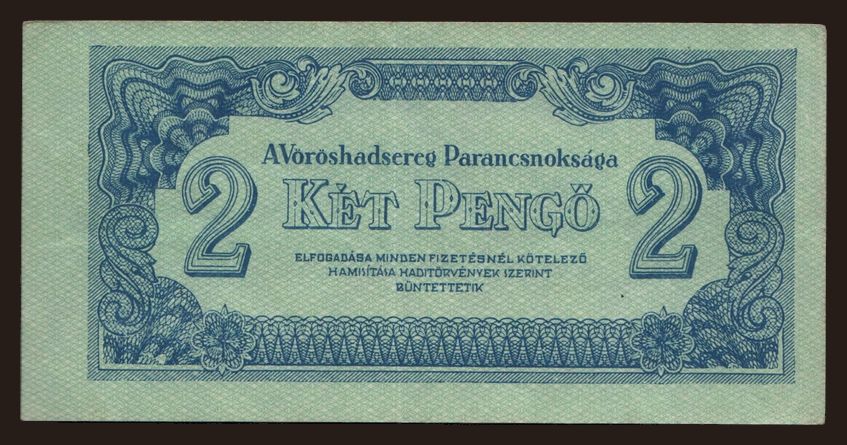 A Vöröshadsereg Parancsnoksága
2 KÉT PENGŐ 2
ELFOGADÁSA MINDEN FIZETÉSNÉL KÖTELEZŐ
HAMISÍTÁSA HADITÖRVÉNYEK SZERINT
BÜNTETTETIK